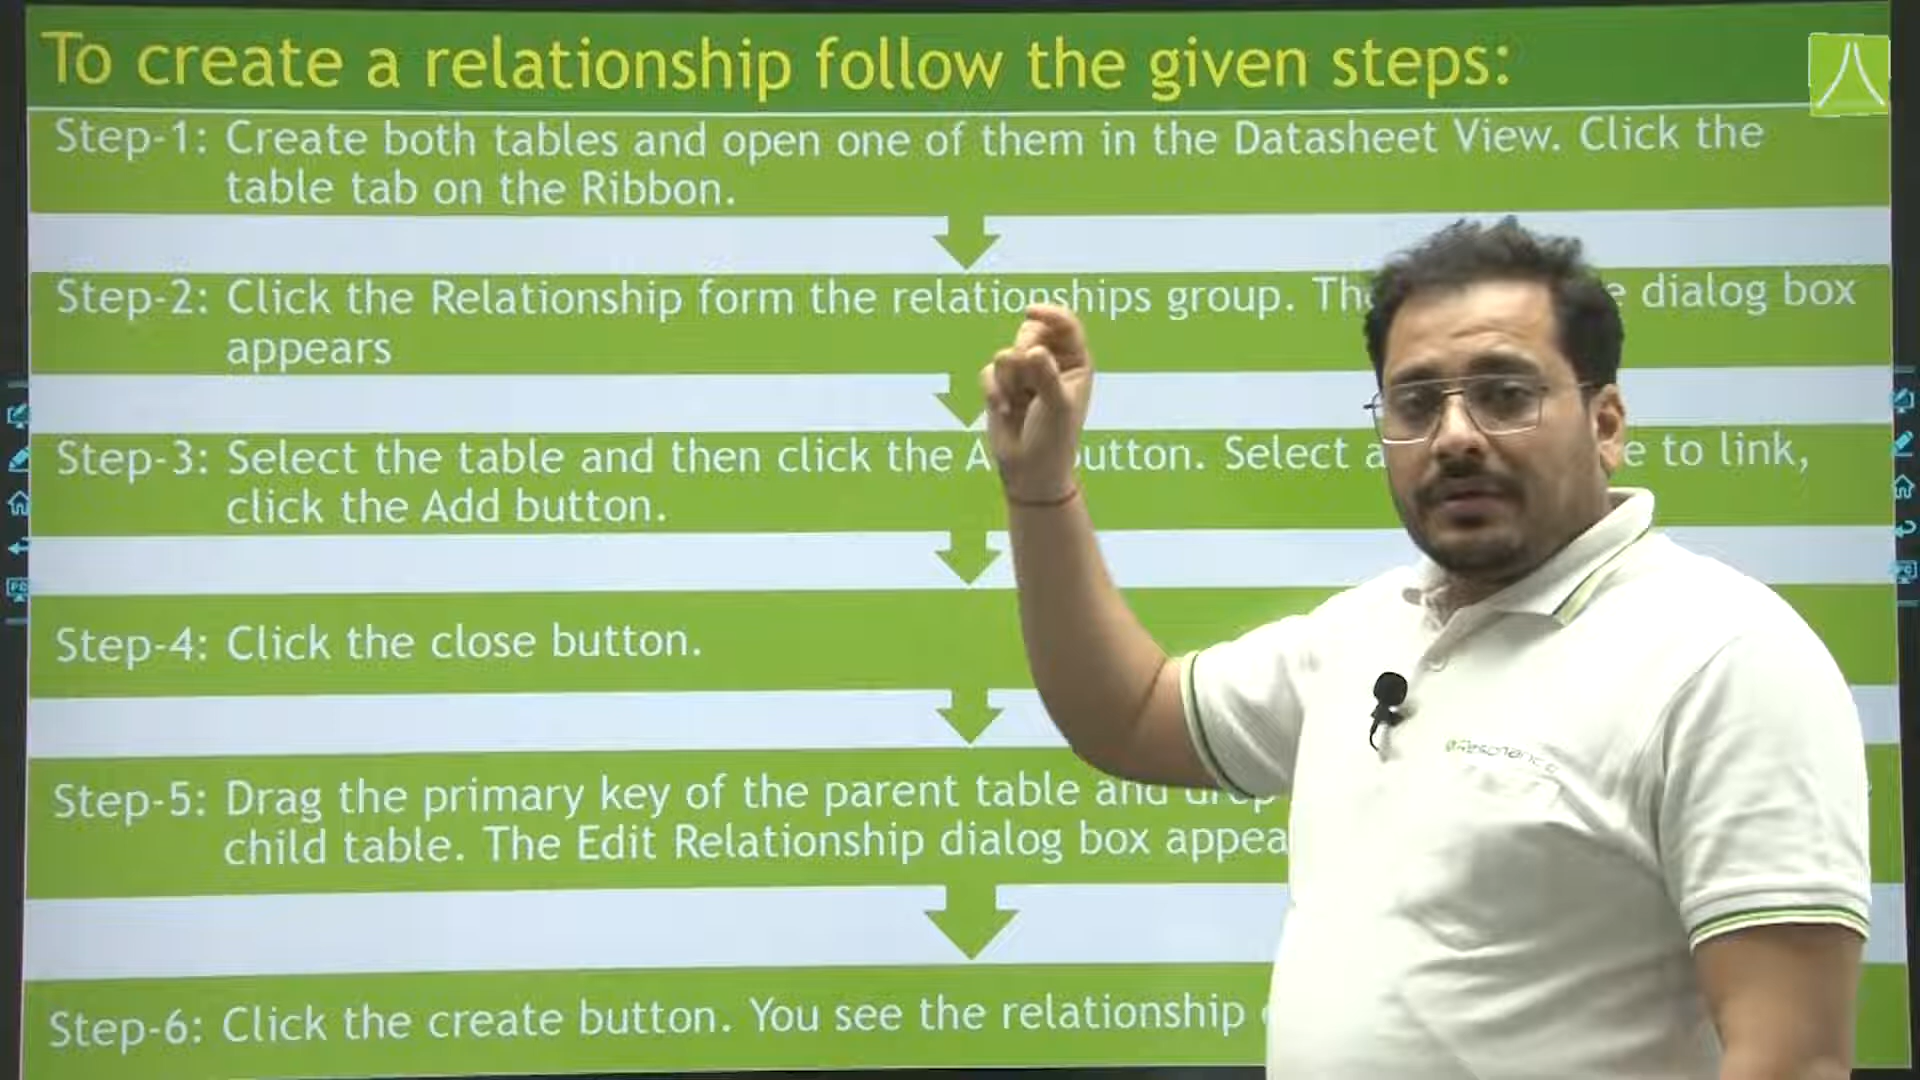 To create a relationship follow the given steps:
Step-1: Create both tables and open one of them in the Datasheet View. Click the
table tab on the Ribbon.
Step-2: Click the Relationship form the relationships group. dialog box
appears
Step-3: Select the table and then click the Select to link,
click the Add button.
Step-4: Click the close button.
Step-5: Drag the primary key of the parent table and drop
child table. The Edit Relationship dialog box
Step-6: Click the create button. You see the relationship